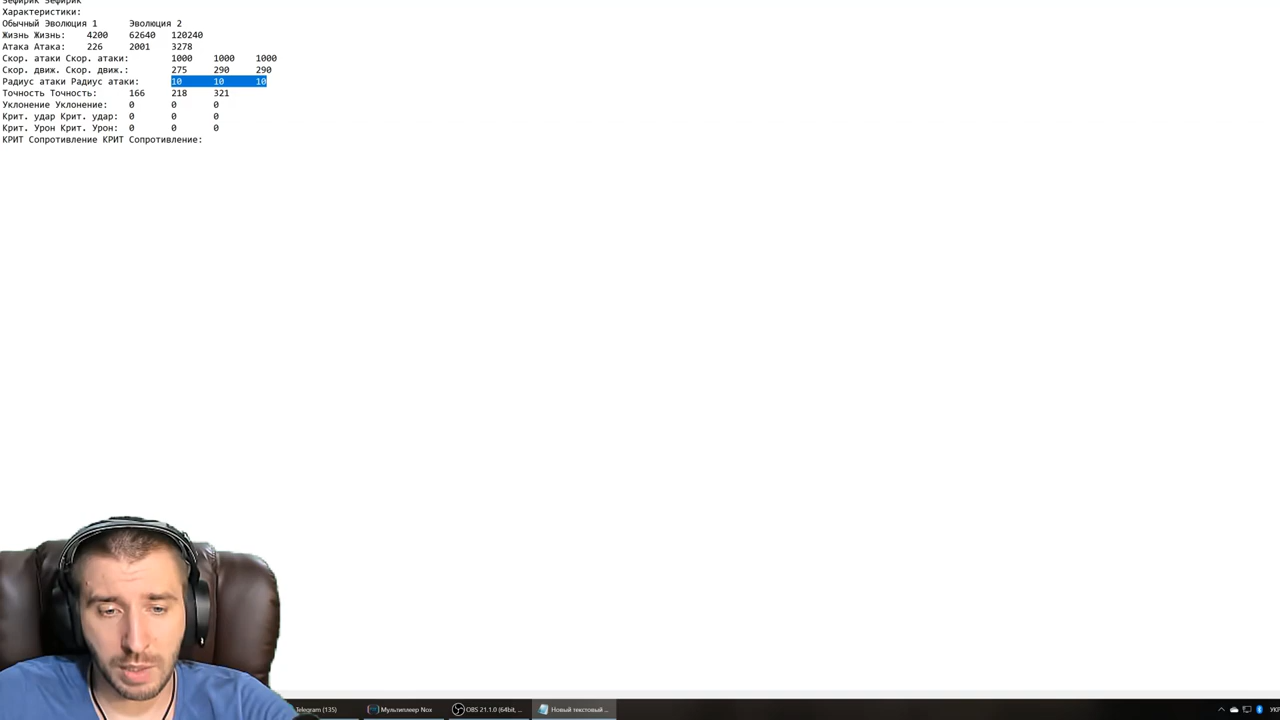 Зефирик Зефирик
Характеристики:
Обычный Эволюция 1 Эволюция 2
Жизнь Жизнь: 4200 62640 120240
Атака Атака: 226 2001 3278
Скор. атаки Скор. атаки: 1000 1000 1000
Скор. движ. Скор. движ.: 275 290 290
Радиус атаки Радиус атаки: 10 10 10
Точность Точность: 166 218 321
Уклонение Уклонение: 0 0 0
Крит. удар Крит. удар: 0 0 0
Крит. Урон Крит. Урон: 0 0 0
КРИТ Сопротивление КРИТ Сопротивление:
Telegram (135) Мультиплеер Nox OBS 21.1.0 (64bit, ... Новый текстовый ... УКР